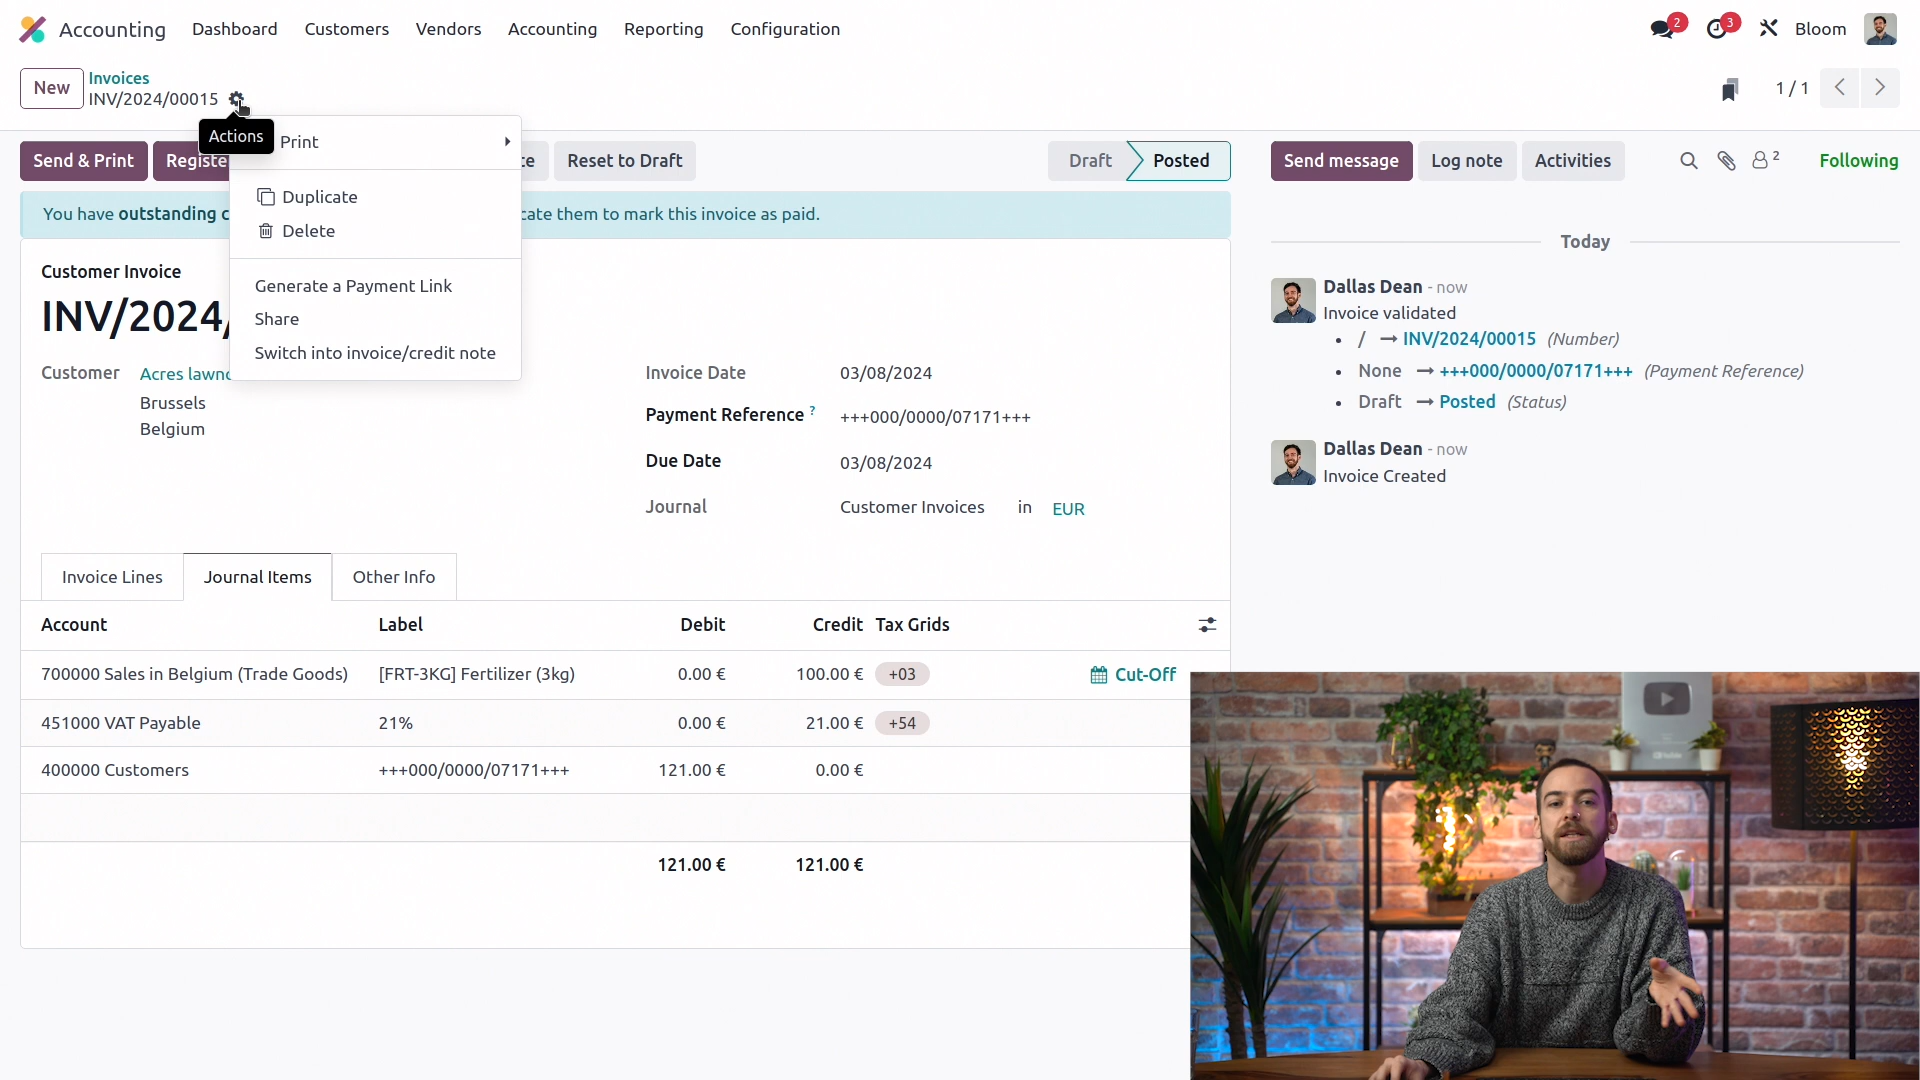 Accounting Dashboard Customers Vendors Accounting Reporting Configuration 2 3 Bloom
New Invoices
INV/2024/00015 1 / 1
Actions Print
Send & Print Registe te Reset to Draft Draft Posted Send message Log note Activities 2 Following
Duplicate
You have outstanding c cate them to mark this invoice as paid.
Delete
Today
Customer Invoice
Generate a Payment Link
INV/2024/
Share
Switch into invoice/credit note
Dallas Dean - now
Invoice validated
/ → INV/2024/00015 (Number)
None → +++000/0000/07171+++ (Payment Reference)
Draft → Posted (Status)
Dallas Dean - now
Invoice Created
Customer Acres lawn
Brussels
Belgium
Invoice Date 03/08/2024
Payment Reference ? +++000/0000/07171+++
Due Date 03/08/2024
Journal Customer Invoices in EUR
Invoice Lines Journal Items Other Info
Account Label Debit Credit Tax Grids
700000 Sales in Belgium (Trade Goods) [FRT-3KG] Fertilizer (3kg) 0.00 € 100.00 € +03 Cut-Off
451000 VAT Payable 21% 0.00 € 21.00 € +54
400000 Customers +++000/0000/07171+++ 121.00 € 0.00 €
121.00 € 121.00 €